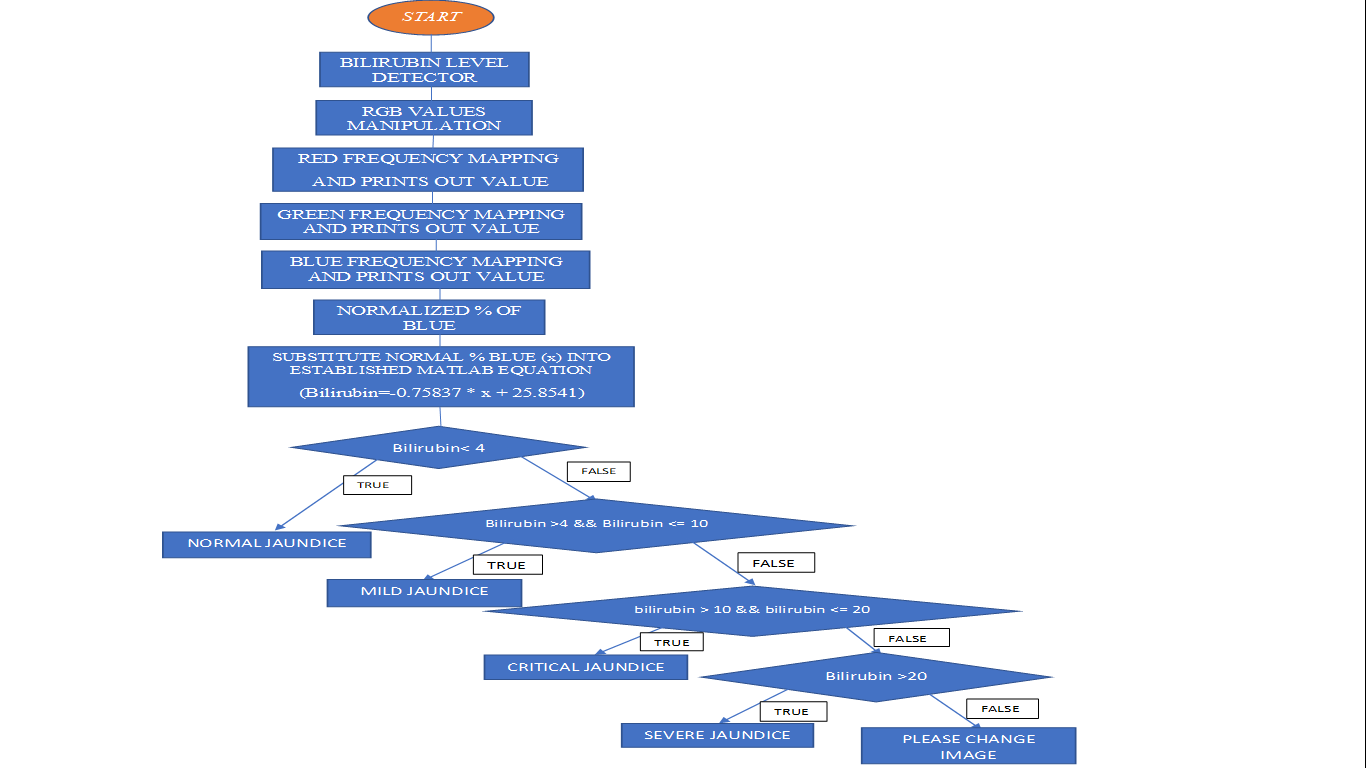 START
BILIRUBIN LEVEL
DETECTOR
RGB VALUES
MANIPULATION
RED FREQUENCY MAPPING
AND PRINTS OUT VALUE
GREEN FREQUENCY MAPPING
AND PRINTS OUT VALUE
BLUE FREQUENCY MAPPING
AND PRINTS OUT VALUE
NORMALIZED % OF
BLUE
SUBSTITUTE NORMAL % BLUE (x) INTO
ESTABLISHED MATLAB EQUATION
(Bilirubin=-0.75837 * x + 25.8541)
Bilirubin< 4
TRUE
FALSE
NORMAL JAUNDICE
Bilirubin >4 && Bilirubin <= 10
TRUE
FALSE
MILD JAUNDICE
bilirubin > 10 && bilirubin <= 20
TRUE
FALSE
CRITICAL JAUNDICE
Bilirubin >20
TRUE
FALSE
SEVERE JAUNDICE
PLEASE CHANGE
IMAGE